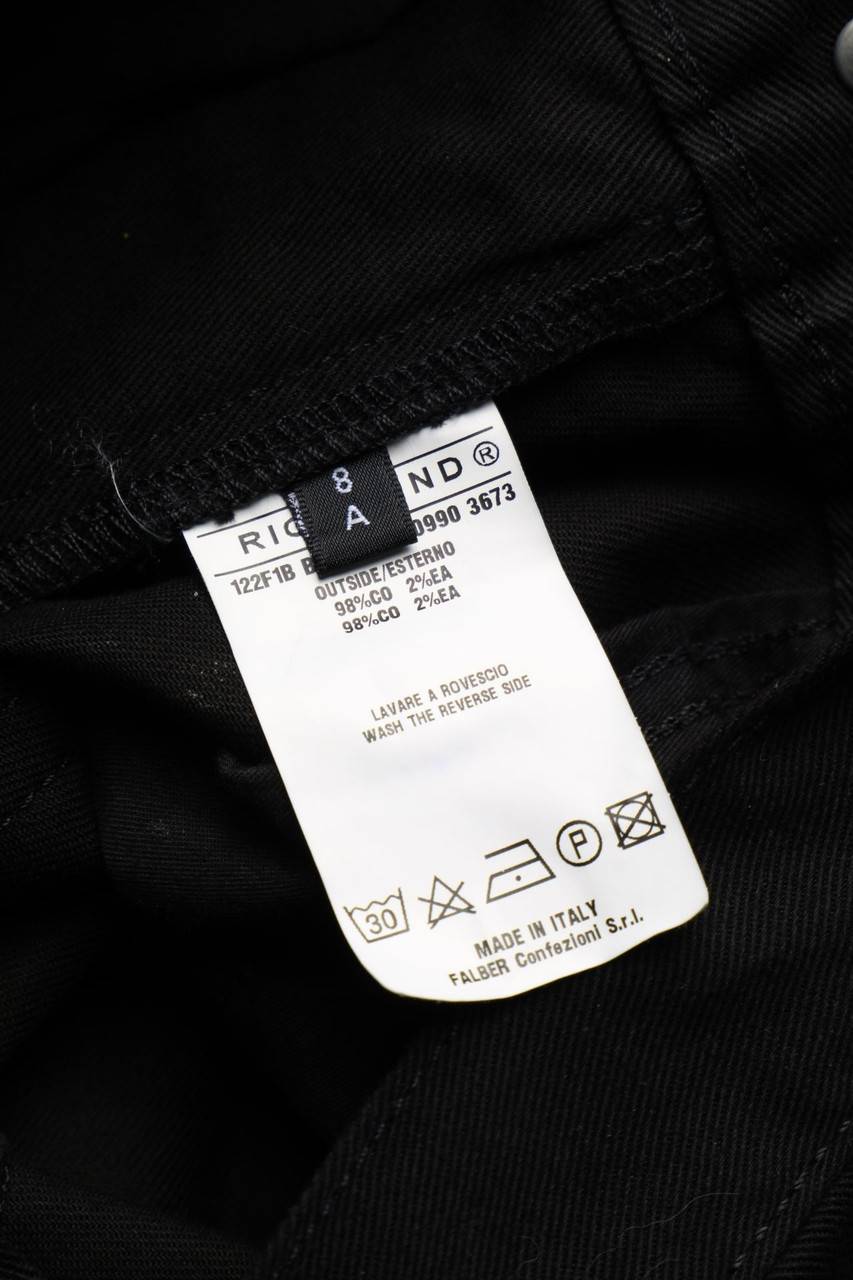 8
A
ND®
122F1B
0990 3673
OUTSIDE/ESTERNO
98%CO 2%EA
98%CO 2%EA
LAVARE A ROVESCIO
WASH THE REVERSE SIDE
30
P
MADE IN ITALY
FALBER Confezioni S.r.l.